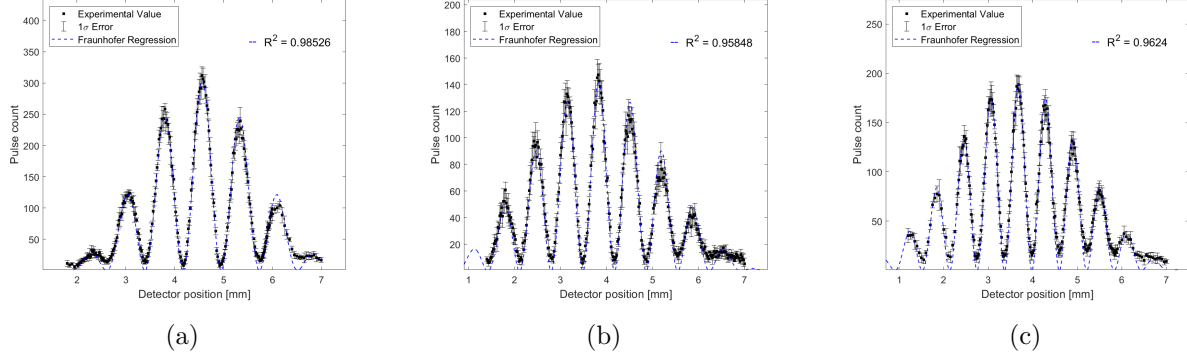 Experimental Value
1σ Error
Fraunhofer Regression
R² = 0.98526
Pulse count
400
350
300
250
200
150
100
50
2 3 4 5 6 7
Detector position [mm]
(a)
Experimental Value
1σ Error
Fraunhofer Regression
R² = 0.95848
Pulse count
200
180
160
140
120
100
80
60
40
20
1 2 3 4 5 6 7
Detector position [mm]
(b)
Experimental Value
1σ Error
Fraunhofer Regression
R² = 0.9624
Pulse count
250
200
150
100
50
1 2 3 4 5 6 7
Detector position [mm]
(c)